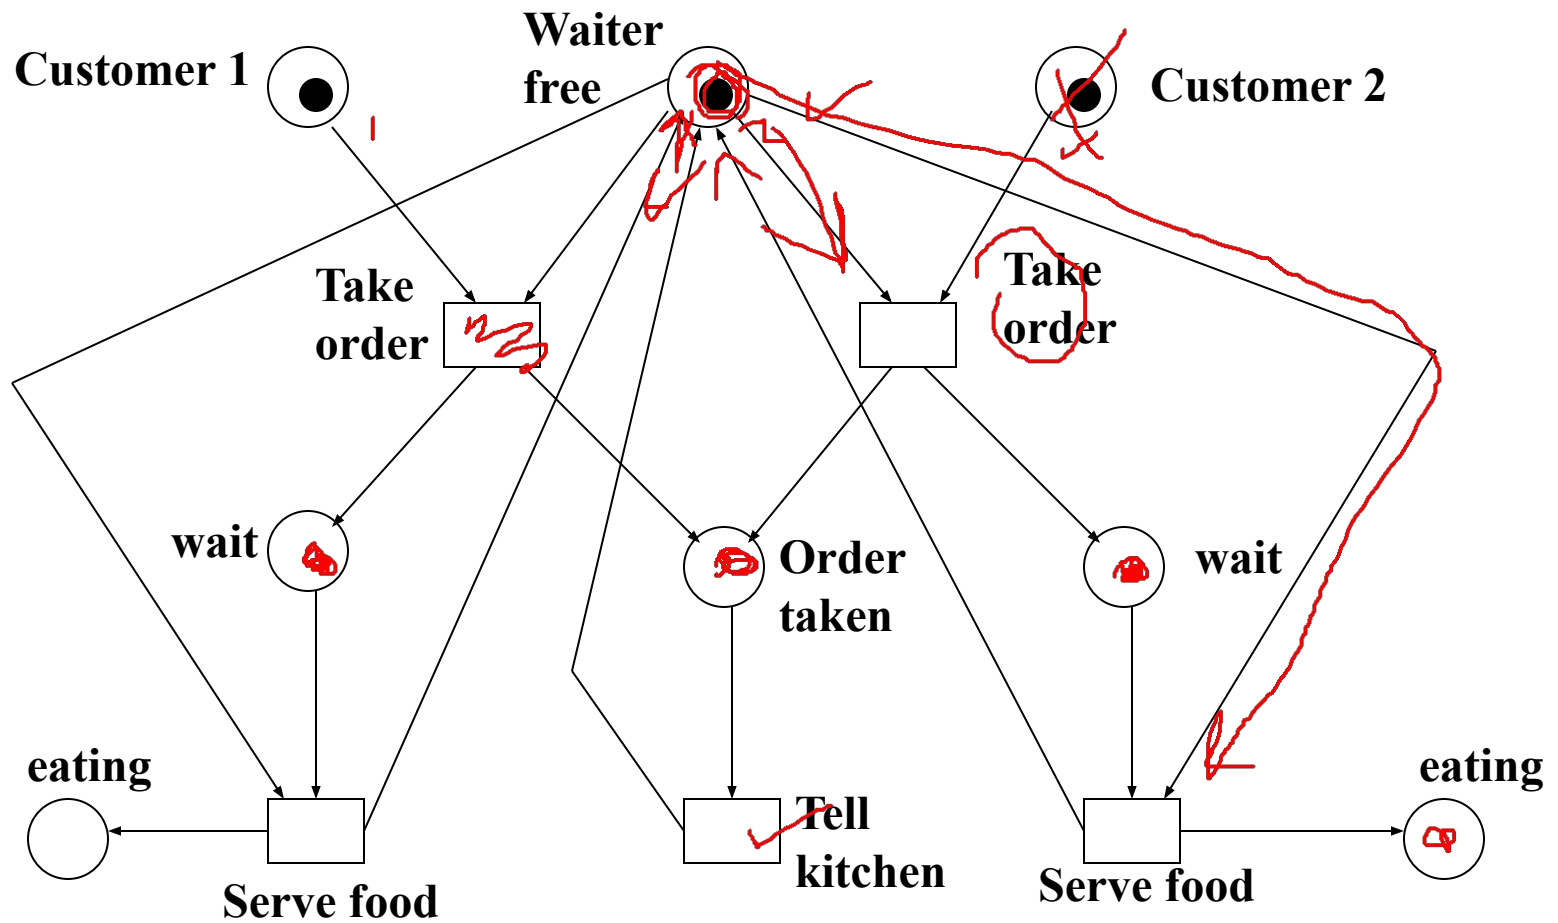 Waiter
free
Customer 1
Customer 2
Take
order
Take
order
wait
Order
taken
wait
eating
Tell
kitchen
eating
Serve food
Serve food